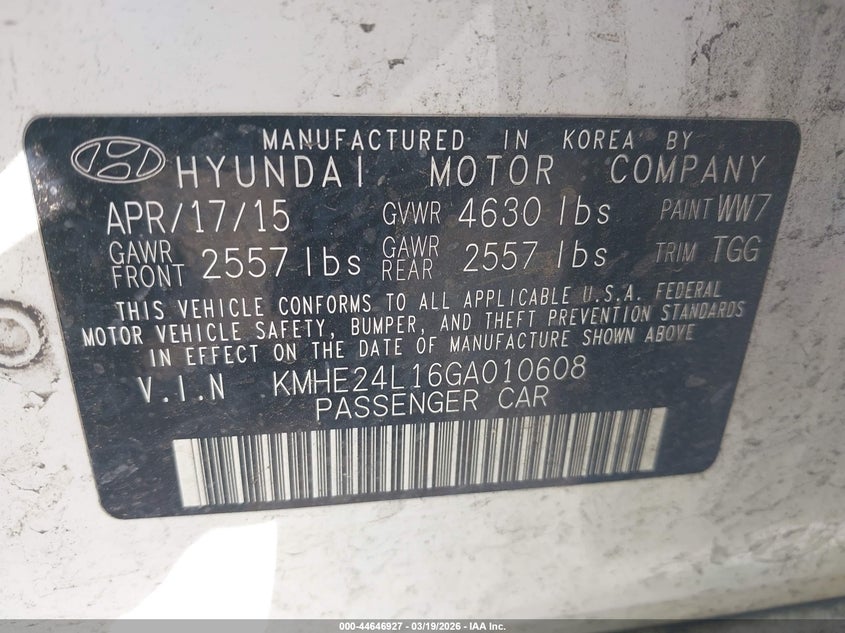 MANUFACTURED IN KOREA BY
HYUNDAI MOTOR COMPANY
APR/17/15 GVWR 4630 lbs PAINT WW7
GAWR FRONT 2557 lbs GAWR REAR 2557 lbs TRIM TGG
THIS VEHICLE CONFORMS TO ALL APPLICABLE U.S.A. FEDERAL
MOTOR VEHICLE SAFETY, BUMPER, AND THEFT PREVENTION STANDARDS
IN EFFECT ON THE DATE OF MANUFACTURE SHOWN ABOVE
V.I.N KMHE24L16GA010608
PASSENGER CAR
000-44646927 | 03/19/2026 - IAA Inc.